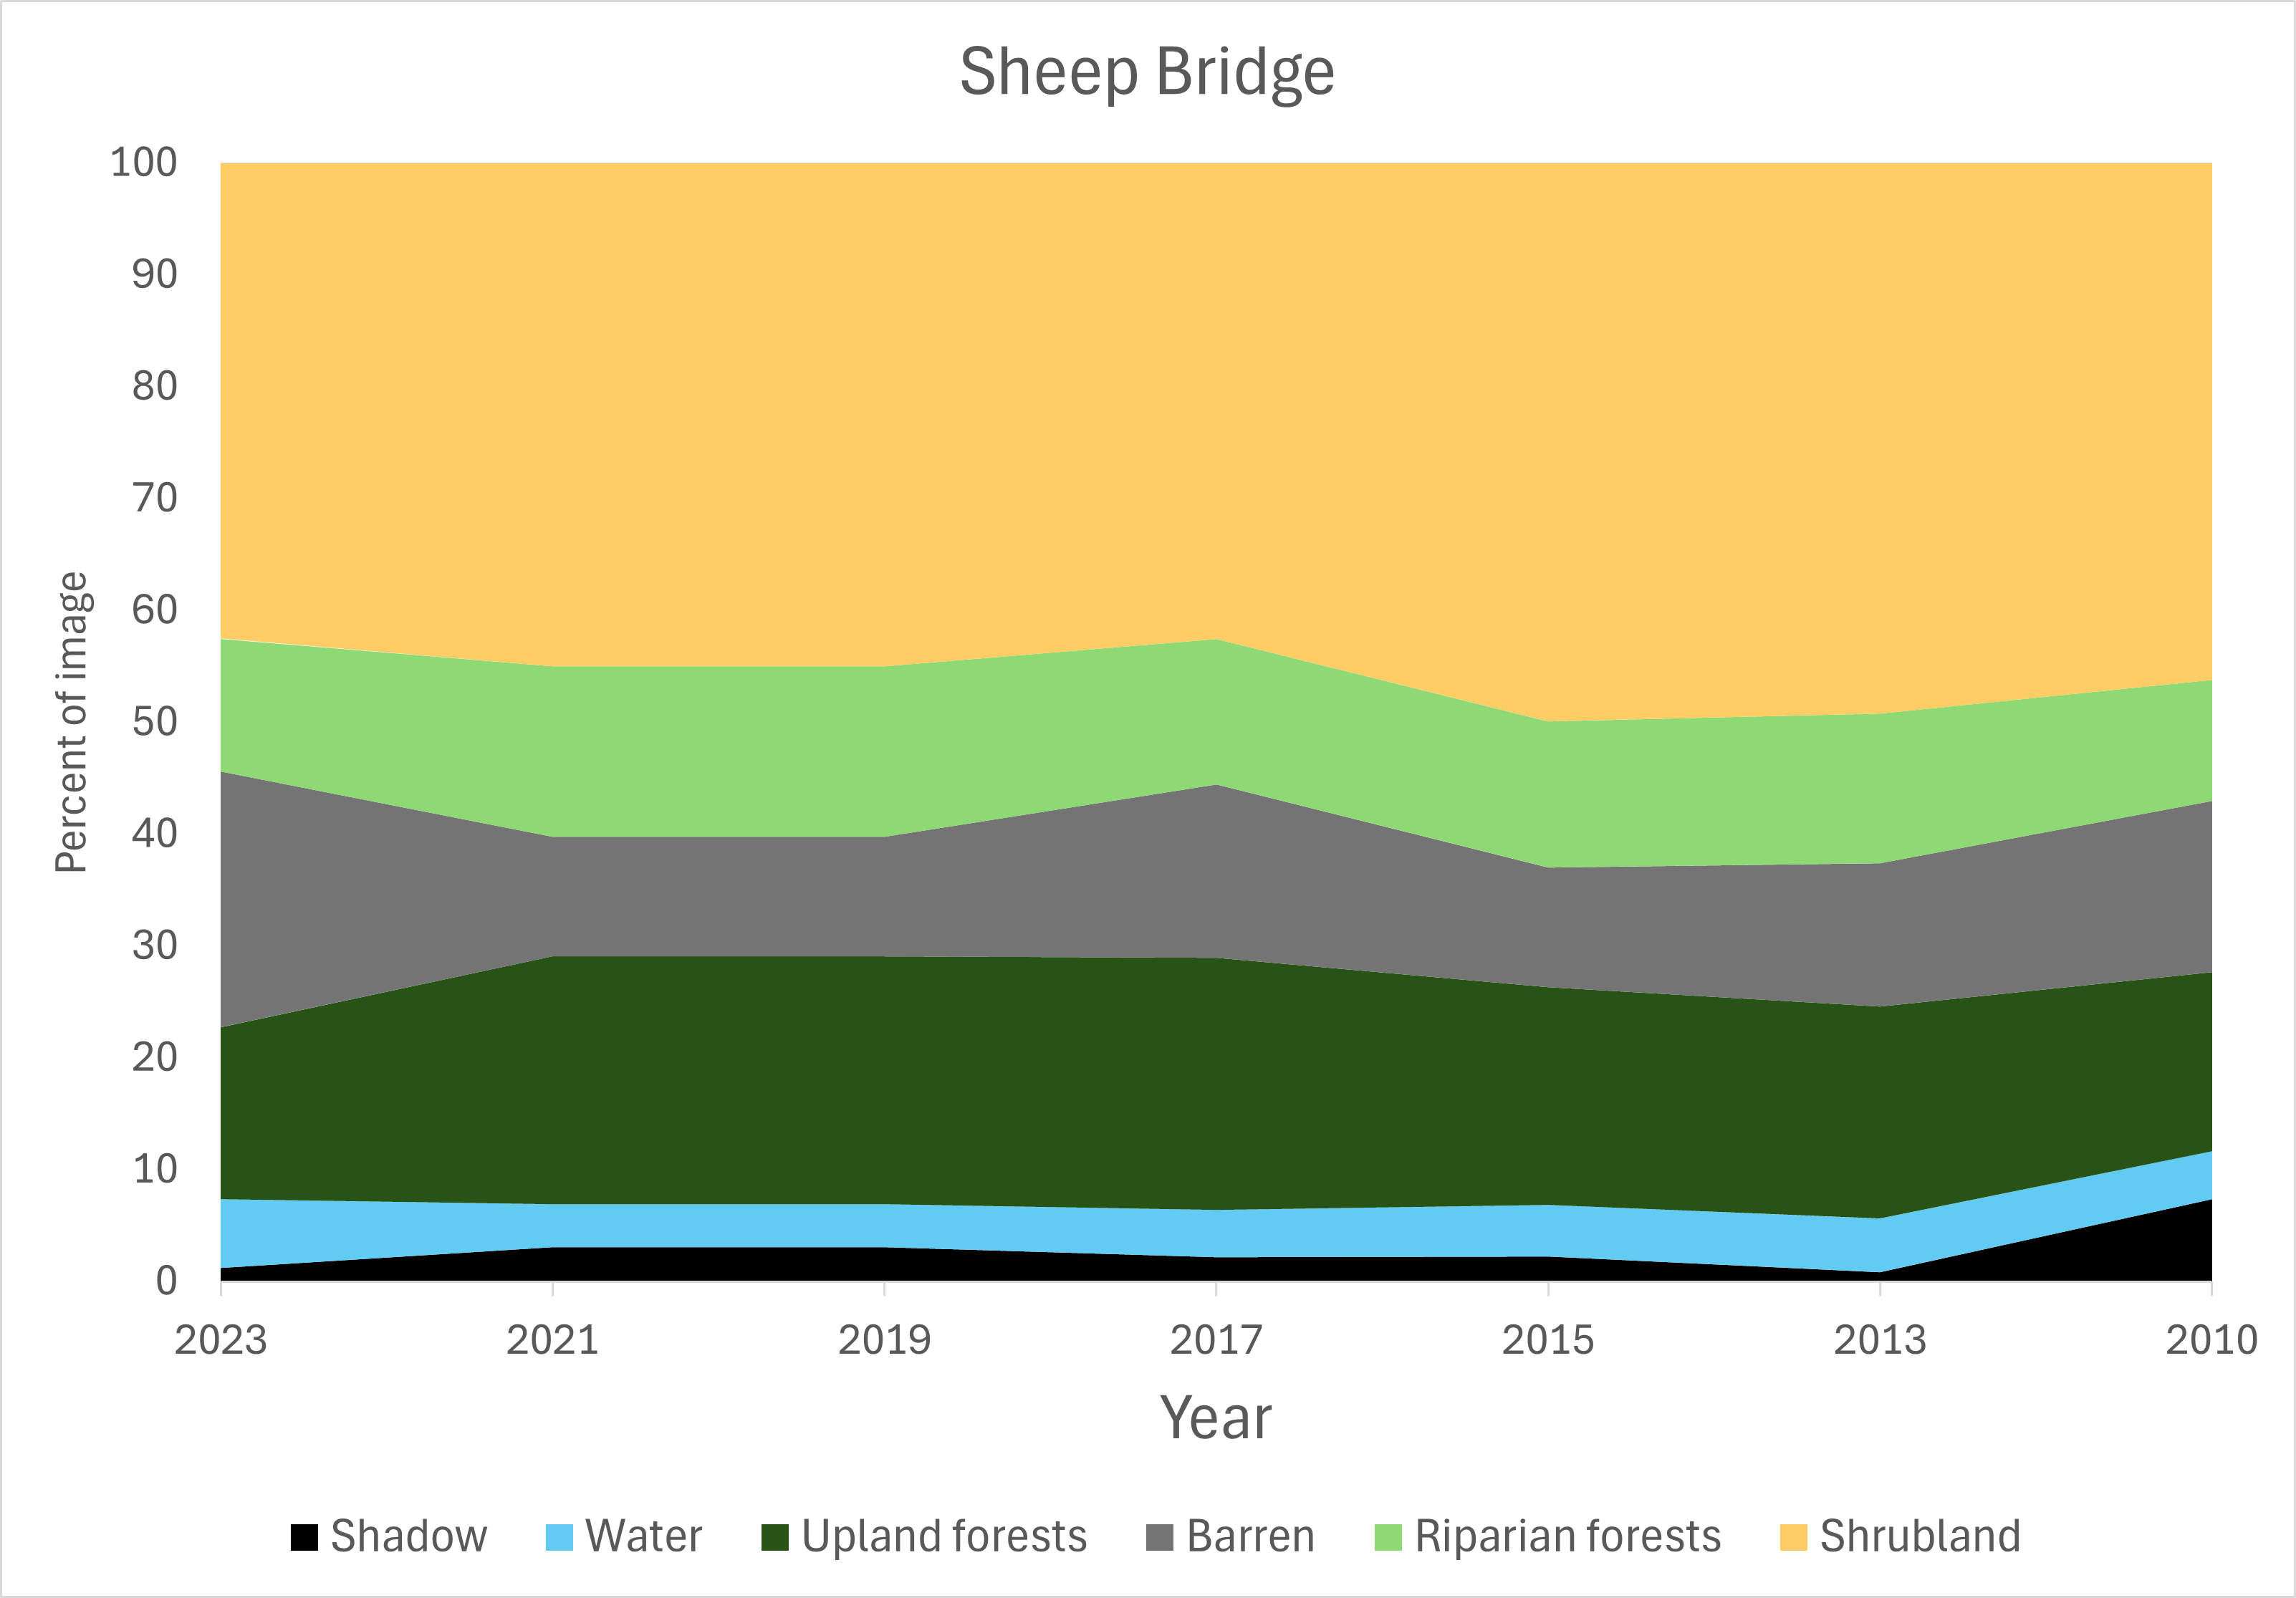 Sheep Bridge
100
90
80
70
60
50
40
30
20
10
0
Percent of image
2023 2021 2019 2017 2015 2013 2010
Year
Shadow Water Upland forests Barren Riparian forests Shrubland